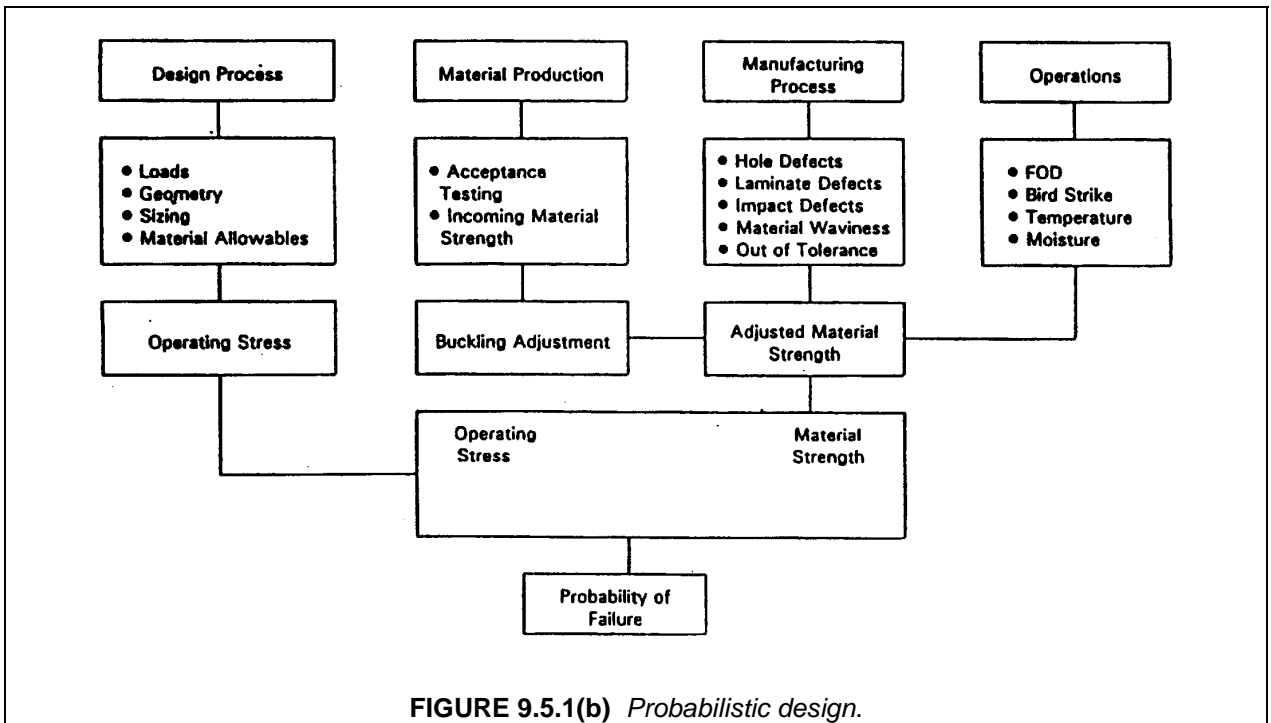 Design Process
Material Production
Manufacturing
Process
Operations
● Loads
● Geometry
● Sizing
● Material Allowables
● Acceptance
Testing
● Incoming Material
Strength
● Hole Defects
● Laminate Defects
● Impact Defects
● Material Waviness
● Out of Tolerance
● FOD
● Bird Strike
● Temperature
● Moisture
Operating Stress
Buckling Adjustment
Adjusted Material
Strength
Operating
Stress
Material
Strength
Probability of
Failure
FIGURE 9.5.1(b) Probabilistic design.